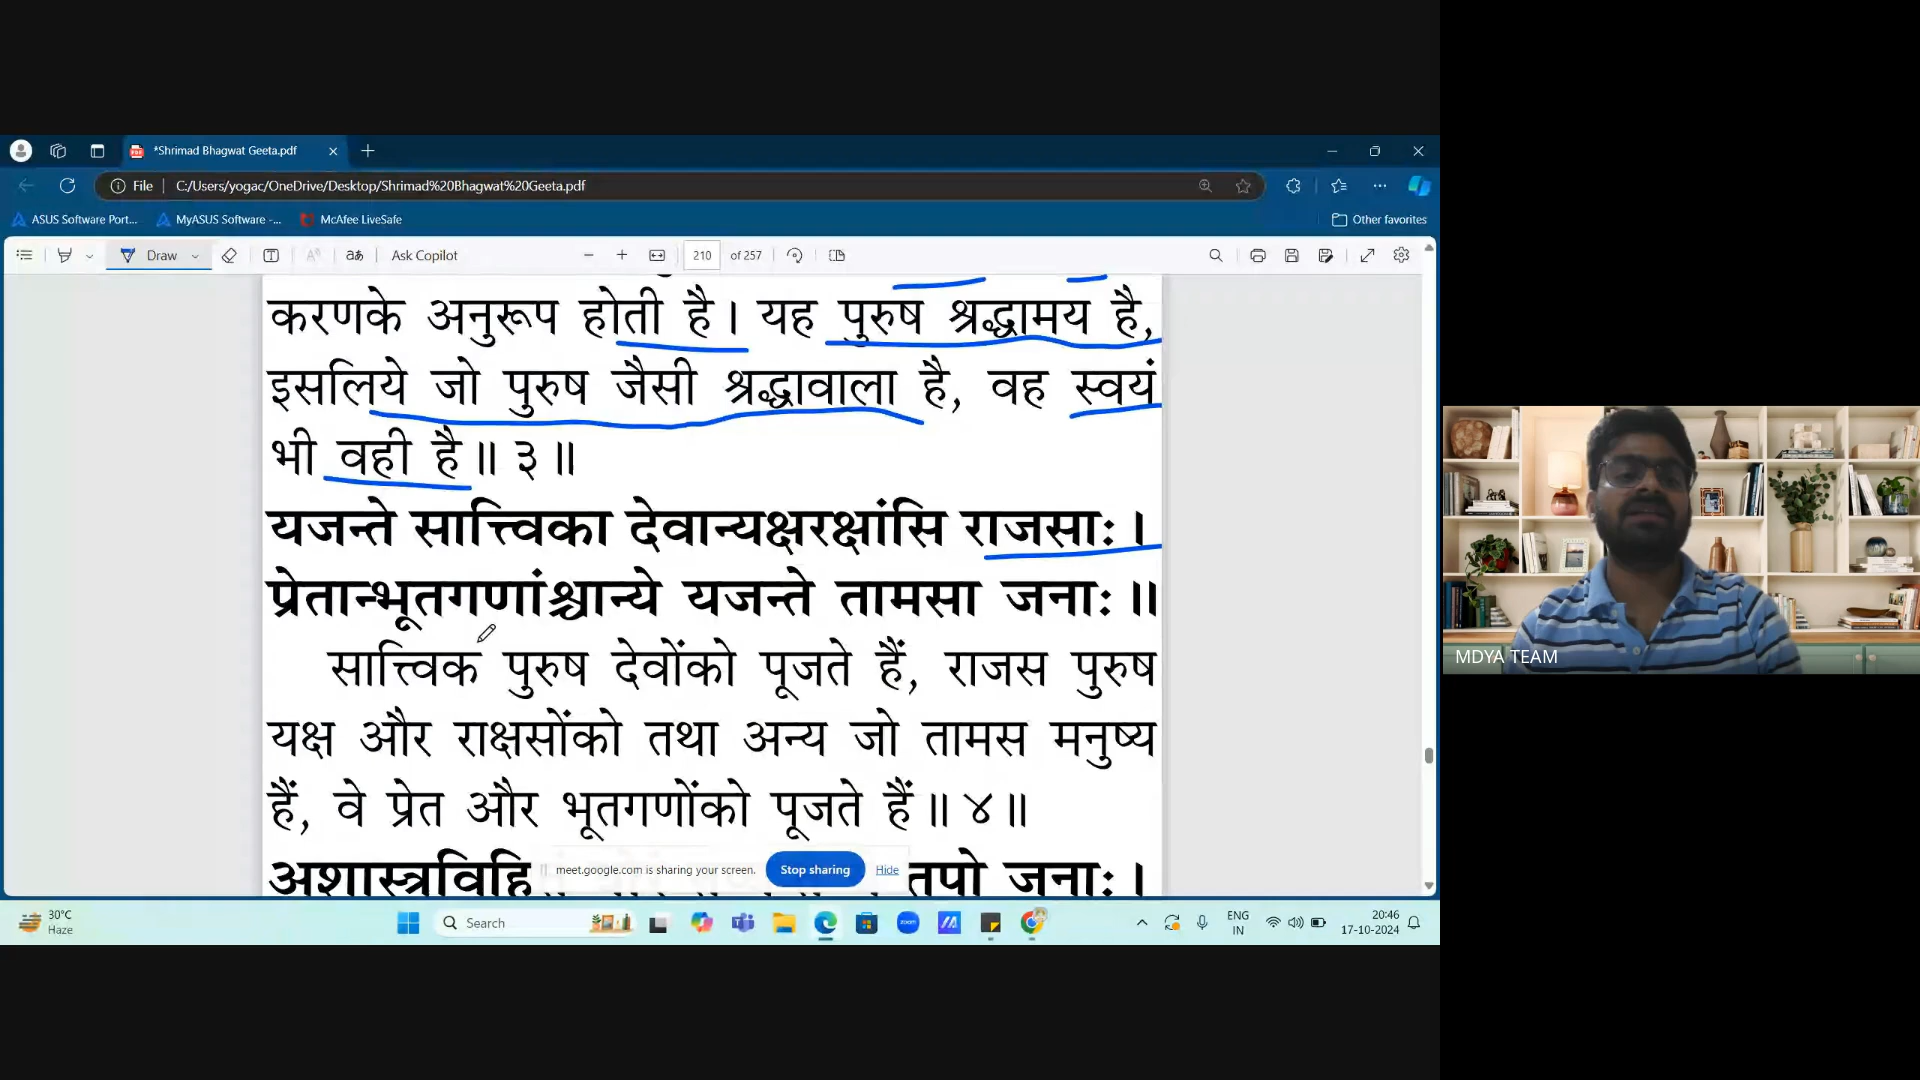 *Shrimad Bhagwat Geeta.pdf
File C:/Users/yogac/OneDrive/Desktop/Shrimad%20Bhagwat%20Geeta.pdf
ASUS Software Port... MyASUS Software -... McAfee LiveSafe Other favorites
Draw aあ Ask Copilot 210 of 257
करणके अनुरूप होती है। यह पुरुष श्रद्धामय है,
इसलिये जो पुरुष जैसी श्रद्धावाला है, वह स्वयं
भी वही है॥ ३॥
यजन्ते सात्त्विका देवान्यक्षरक्षांसि राजसाः।
प्रेतान्भूतगणांश्चान्ये यजन्ते तामसा जनाः॥
सात्त्विक पुरुष देवोंको पूजते हैं, राजस पुरुष
यक्ष और राक्षसोंको तथा अन्य जो तामस मनुष्य
हैं, वे प्रेत और भूतगणोंको पूजते हैं॥ ४॥
अशास्त्रविहि तपो जनाः।
meet.google.com is sharing your screen. Stop sharing Hide
MDYA TEAM
30°C
Haze
Search
ENG
IN
20:46
17-10-2024